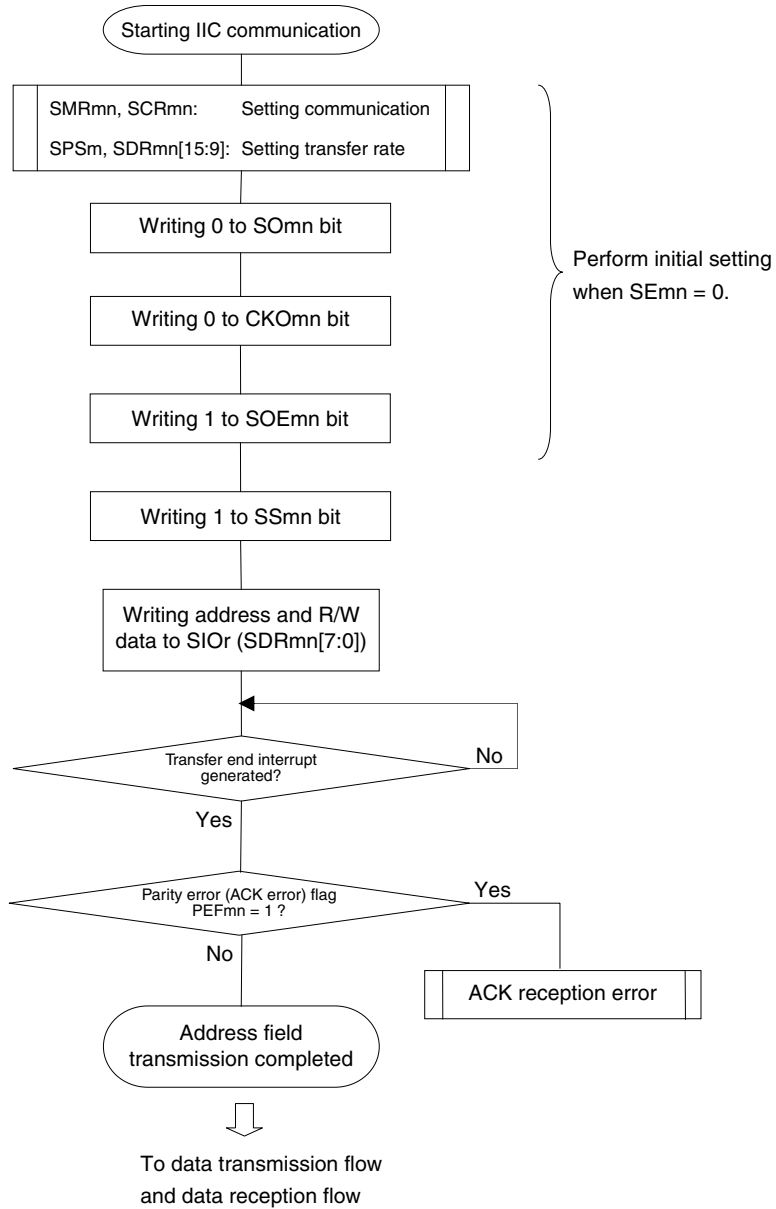 Starting IIC communication
SMRmn, SCRmn: Setting communication
SPSm, SDRmn[15:9]: Setting transfer rate
Writing 0 to SOmn bit
Perform initial setting
when SEmn = 0.
Writing 0 to CKOmn bit
Writing 1 to SOEmn bit
Writing 1 to SSmn bit
Writing address and R/W
data to SIOr (SDRmn[7:0])
Transfer end interrupt
generated?
No
Yes
Parity error (ACK error) flag
PEFmn = 1 ?
Yes
No
ACK reception error
Address field
transmission completed
To data transmission flow
and data reception flow